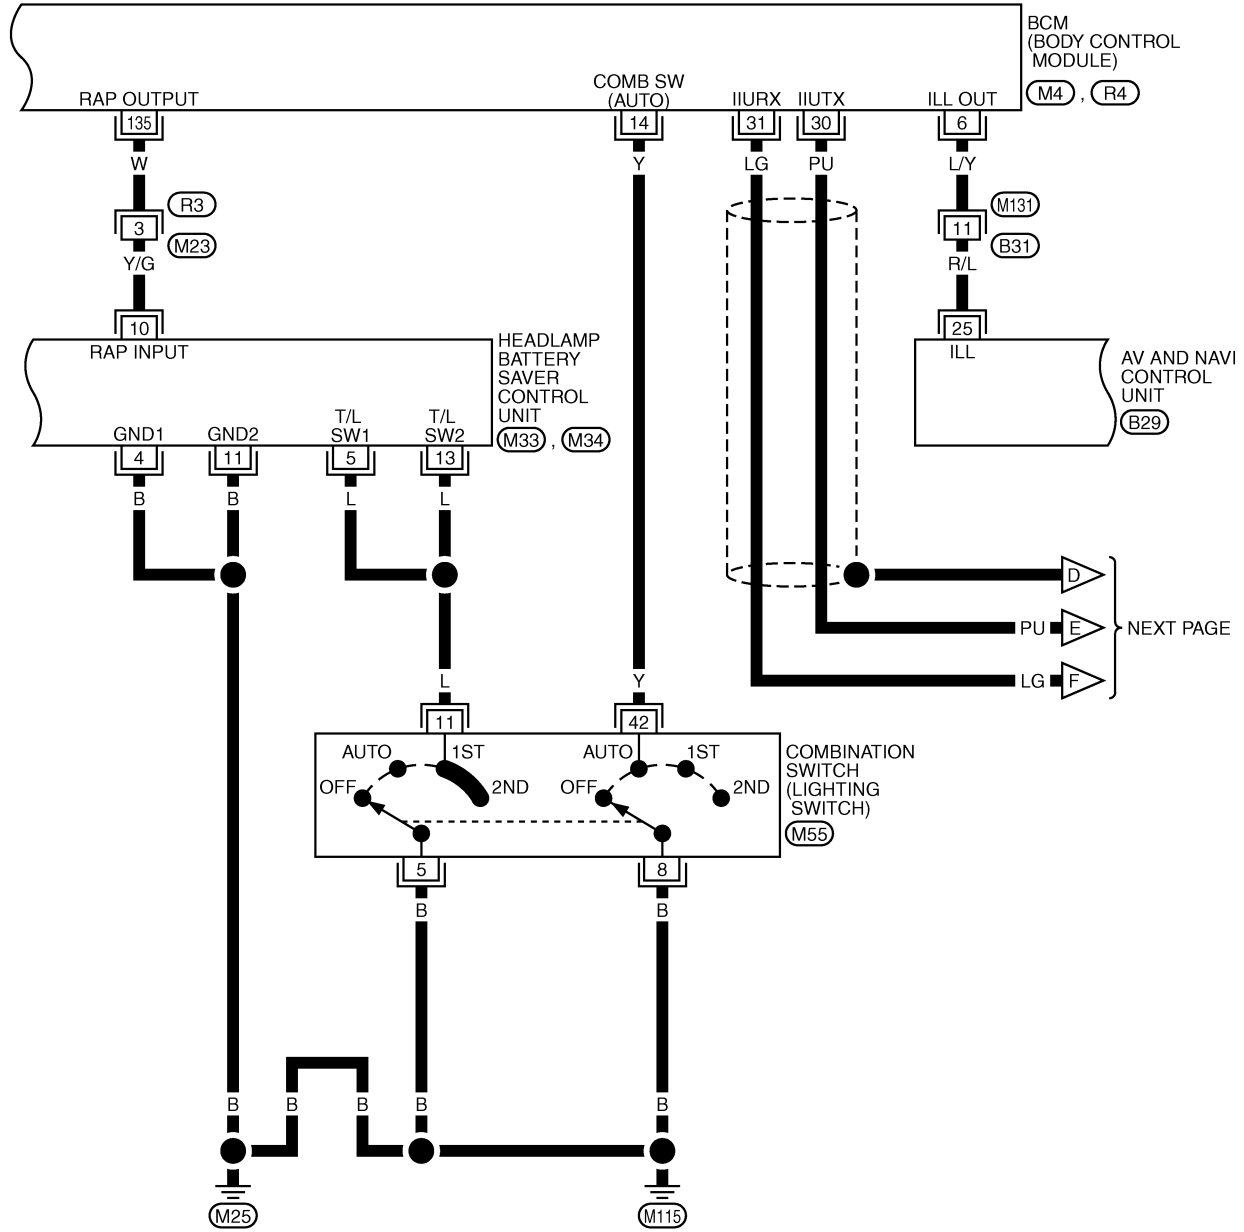 BCM
(BODY CONTROL
MODULE)
M4 , R4
RAP OUTPUT
COMB SW
(AUTO)
IIURX
IIUTX
ILL OUT
135
14
31
30
6
W
Y
LG
PU
L/Y
R3
3
M23
Y/G
M131
11
B31
R/L
10
25
RAP INPUT
HEADLAMP
BATTERY
SAVER
CONTROL
UNIT
M33 , M34
ILL
AV AND NAVI
CONTROL
UNIT
B29
GND1
GND2
T/L
SW1
T/L
SW2
4
11
5
13
B
B
L
L
D
PU
E
NEXT PAGE
LG
F
L
Y
11
42
AUTO
1ST
OFF
2ND
AUTO
1ST
OFF
2ND
COMBINATION
SWITCH
(LIGHTING
SWITCH)
M55
5
8
B
B
B
B
B
B
B
M25
M115